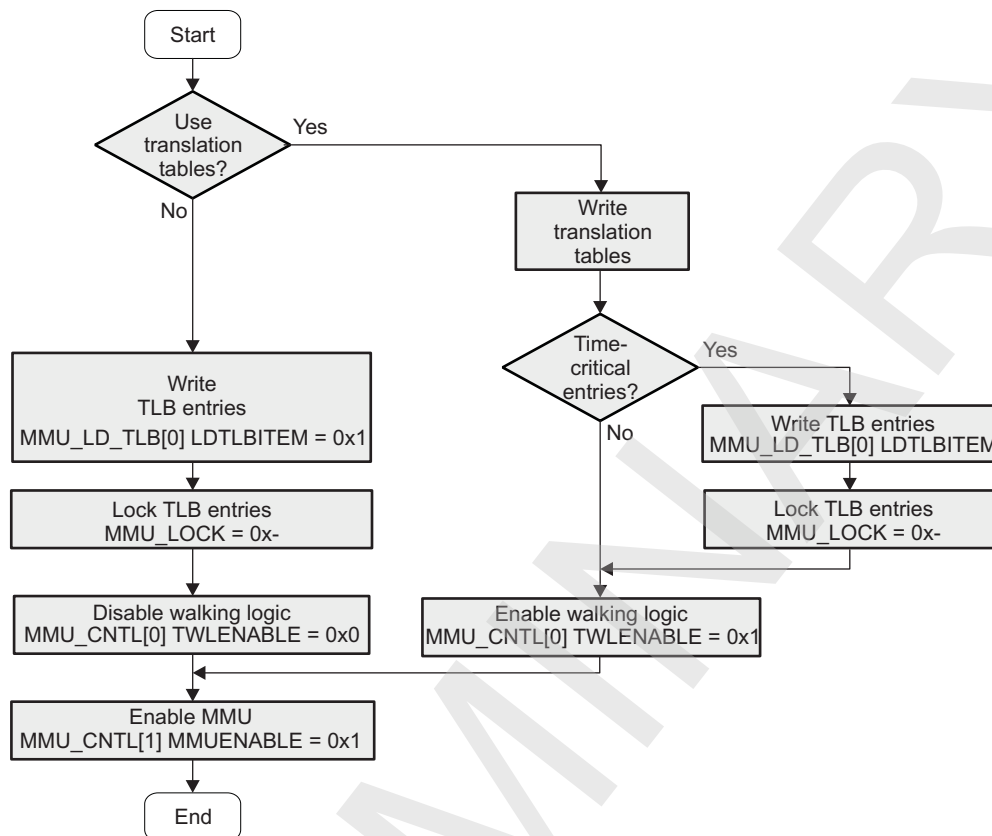 Start
Use
translation
tables?
Yes
No
Write
translation
tables
Time-
critical
entries?
Yes
No
Write
TLB entries
MMU_LD_TLB[0] LDTLBITEM = 0x1
Write TLB entries
MMU_LD_TLB[0] LDTLBITEM
Lock TLB entries
MMU_LOCK = 0x-
Lock TLB entries
MMU_LOCK = 0x-
Disable walking logic
MMU_CNTL[0] TWLENABLE = 0x0
Enable walking logic
MMU_CNTL[0] TWLENABLE = 0x1
Enable MMU
MMU_CNTL[1] MMUENABLE = 0x1
End